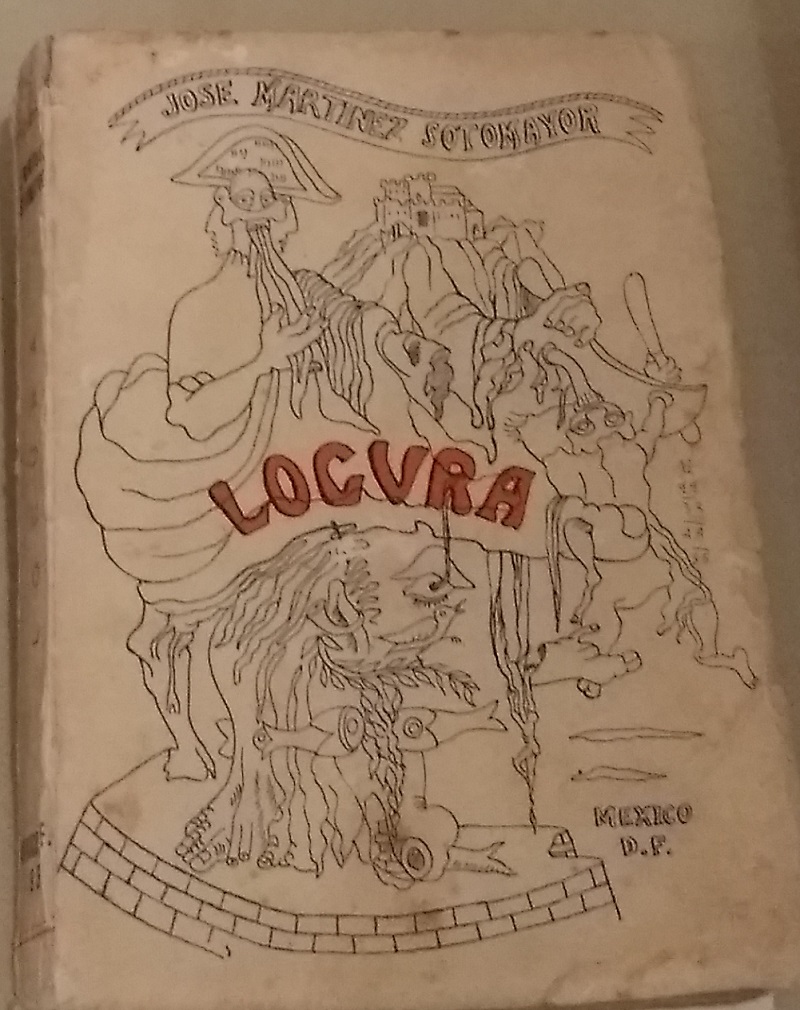 JOSE MARTINEZ SOTOMAYOR
LOCURA
MEXICO
D.F.